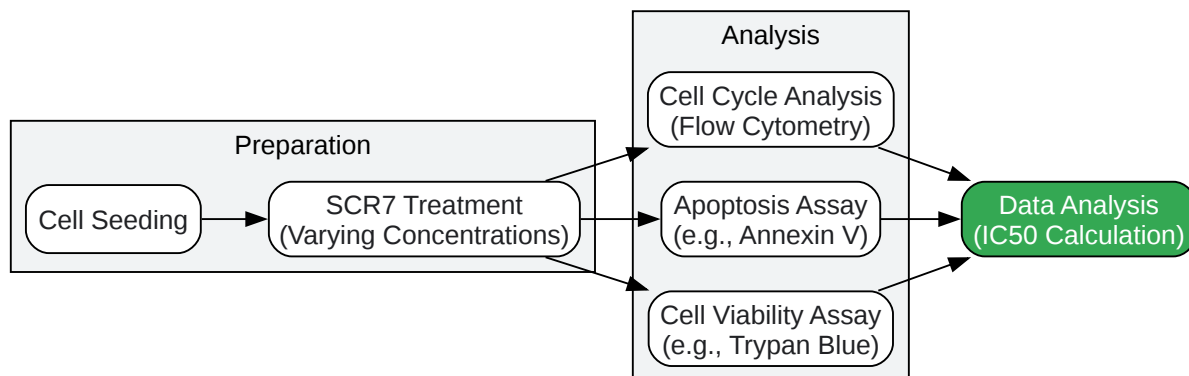 Preparation
Cell Seeding
SCR7 Treatment
(Varying Concentrations)
Analysis
Cell Cycle Analysis
(Flow Cytometry)
Apoptosis Assay
(e.g., Annexin V)
Cell Viability Assay
(e.g., Trypan Blue)
Data Analysis
(IC50 Calculation)